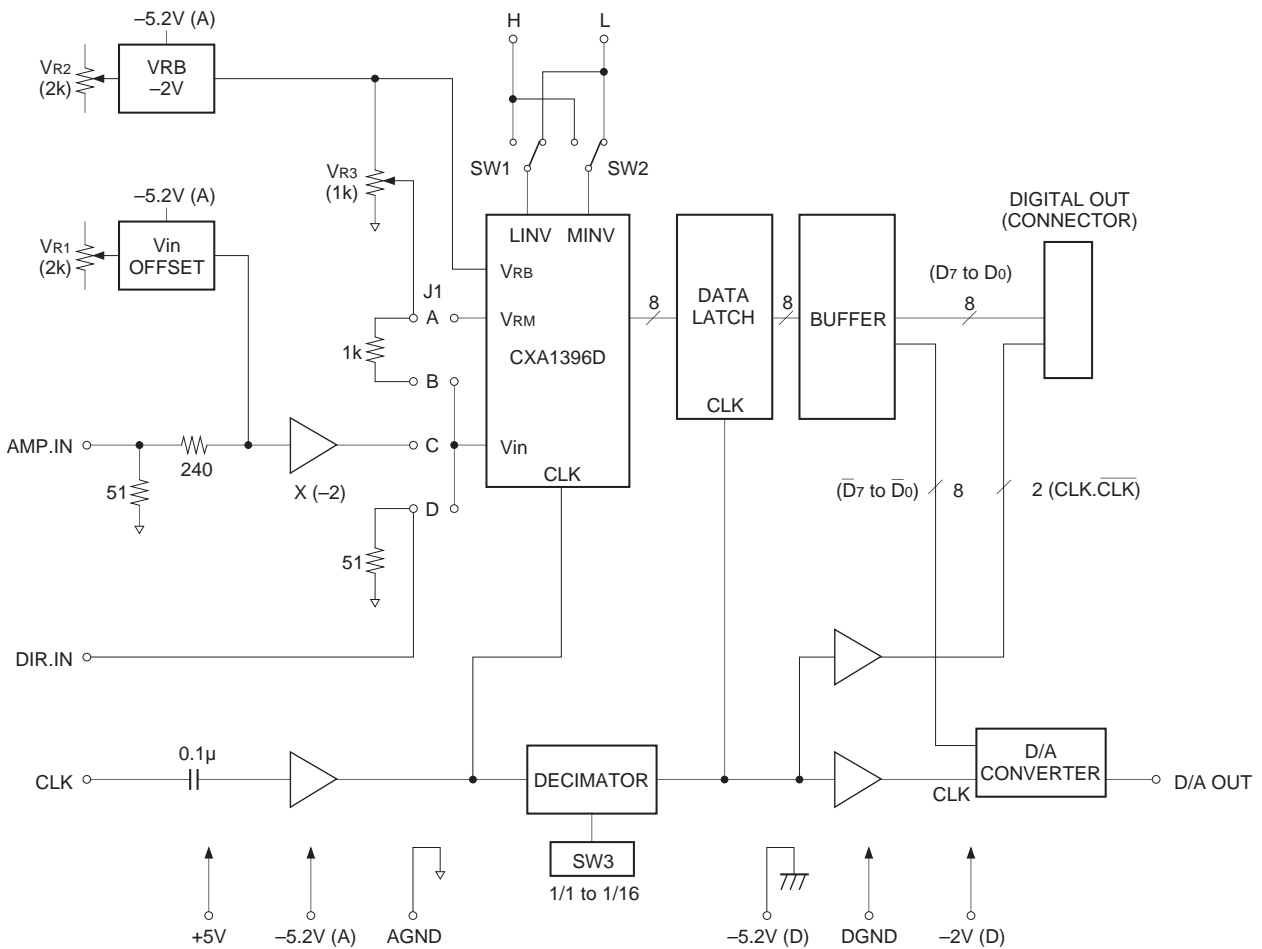 –5.2V (A)
H
L
VR2
(2k)
VRB
–2V
SW1
SW2
VR3
(1k)
–5.2V (A)
DIGITAL OUT
(CONNECTOR)
VR1
(2k)
Vin
OFFSET
LINV
MINV
VRB
J1
(D7 to D0)
A
VRM
8
DATA
LATCH
8
BUFFER
8
1k
CXA1396D
B
CLK
AMP.IN
C
Vin
240
CLK
51
X (–2)
(D̅7 to D̅0)
8
2 (CLK.C̅L̅K̅)
D
51
DIR.IN
0.1µ
CLK
DECIMATOR
D/A
CONVERTER
CLK
D/A OUT
SW3
1/1 to 1/16
+5V
–5.2V (A)
AGND
–5.2V (D)
DGND
–2V (D)